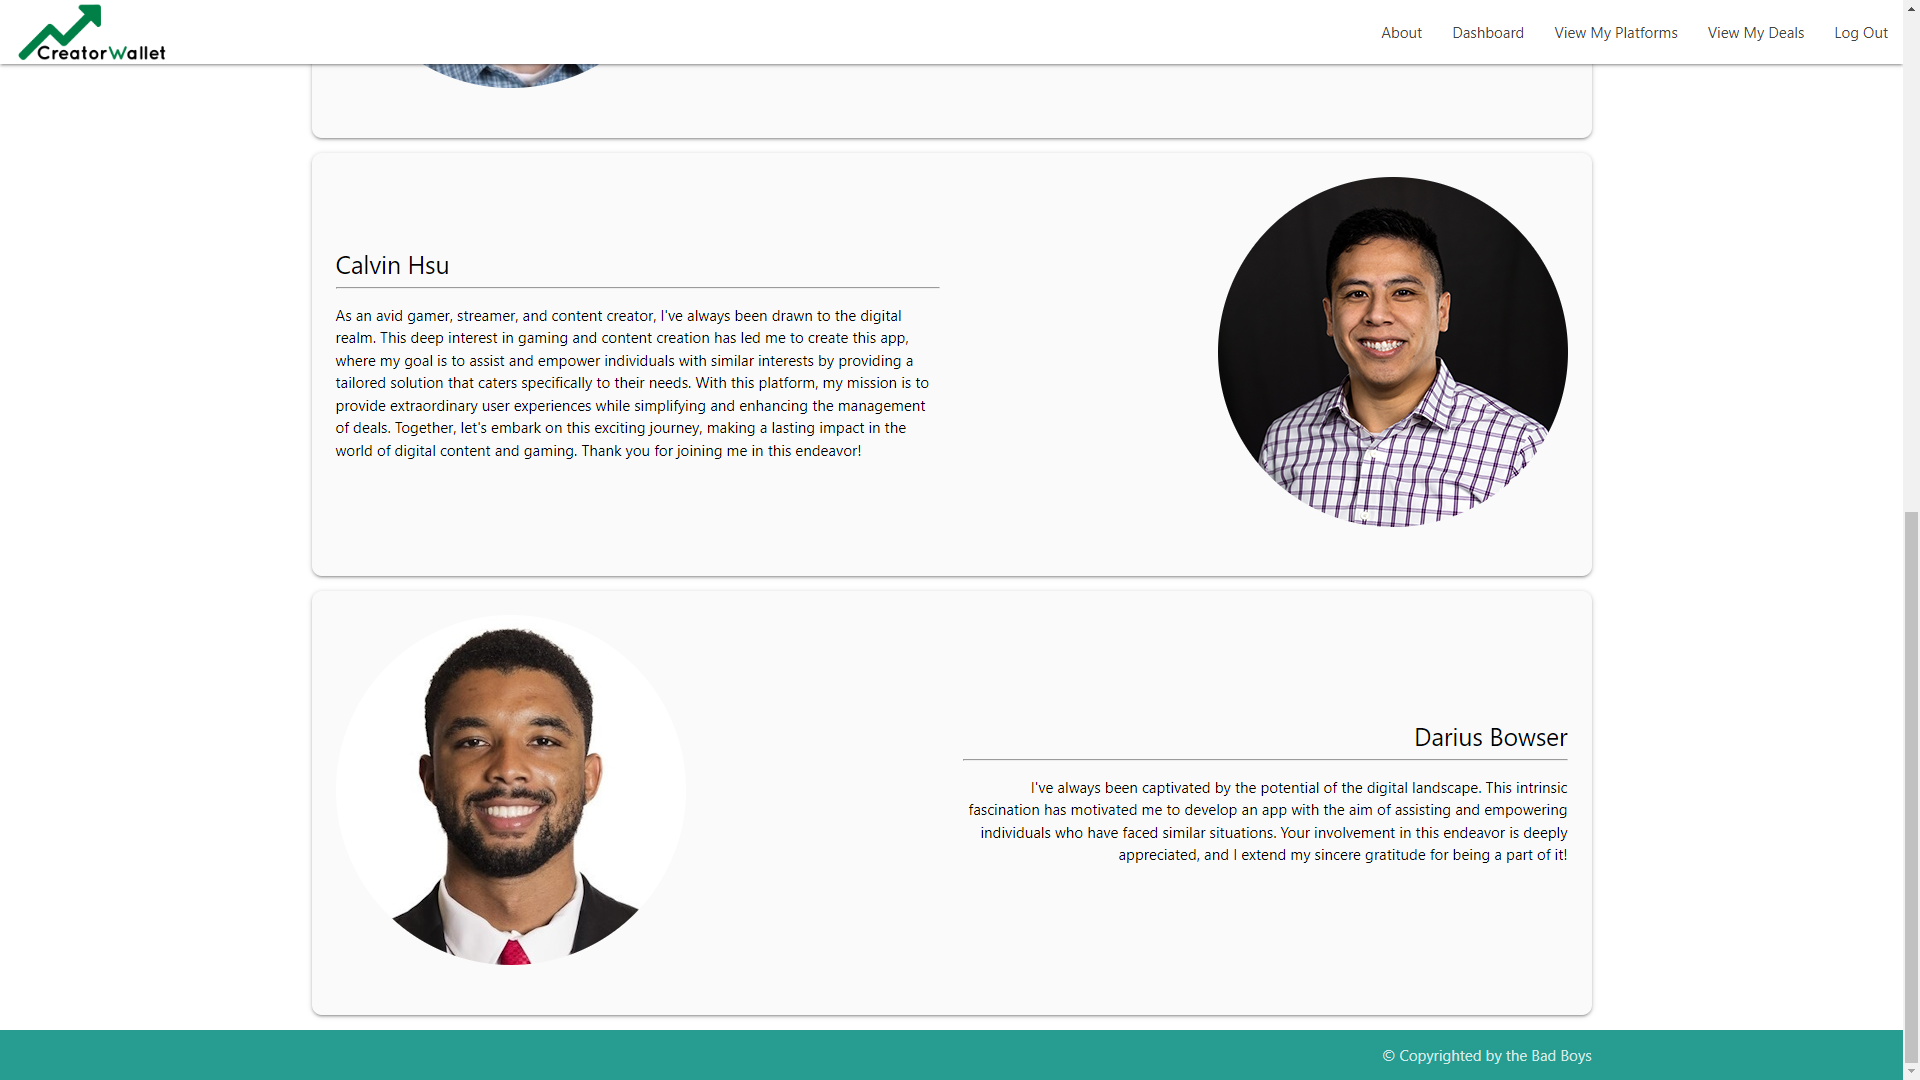 CreatorWallet
About
Dashboard
View My Platforms
View My Deals
Log Out
Calvin Hsu
As an avid gamer, streamer, and content creator, I've always been drawn to the digital
realm. This deep interest in gaming and content creation has led me to create this app,
where my goal is to assist and empower individuals with similar interests by providing a
tailored solution that caters specifically to their needs. With this platform, my mission is to
provide extraordinary user experiences while simplifying and enhancing the management
of deals. Together, let's embark on this exciting journey, making a lasting impact in the
world of digital content and gaming. Thank you for joining me in this endeavor!
Darius Bowser
I've always been captivated by the potential of the digital landscape. This intrinsic
fascination has motivated me to develop an app with the aim of assisting and empowering
individuals who have faced similar situations. Your involvement in this endeavor is deeply
appreciated, and I extend my sincere gratitude for being a part of it!
© Copyrighted by the Bad Boys